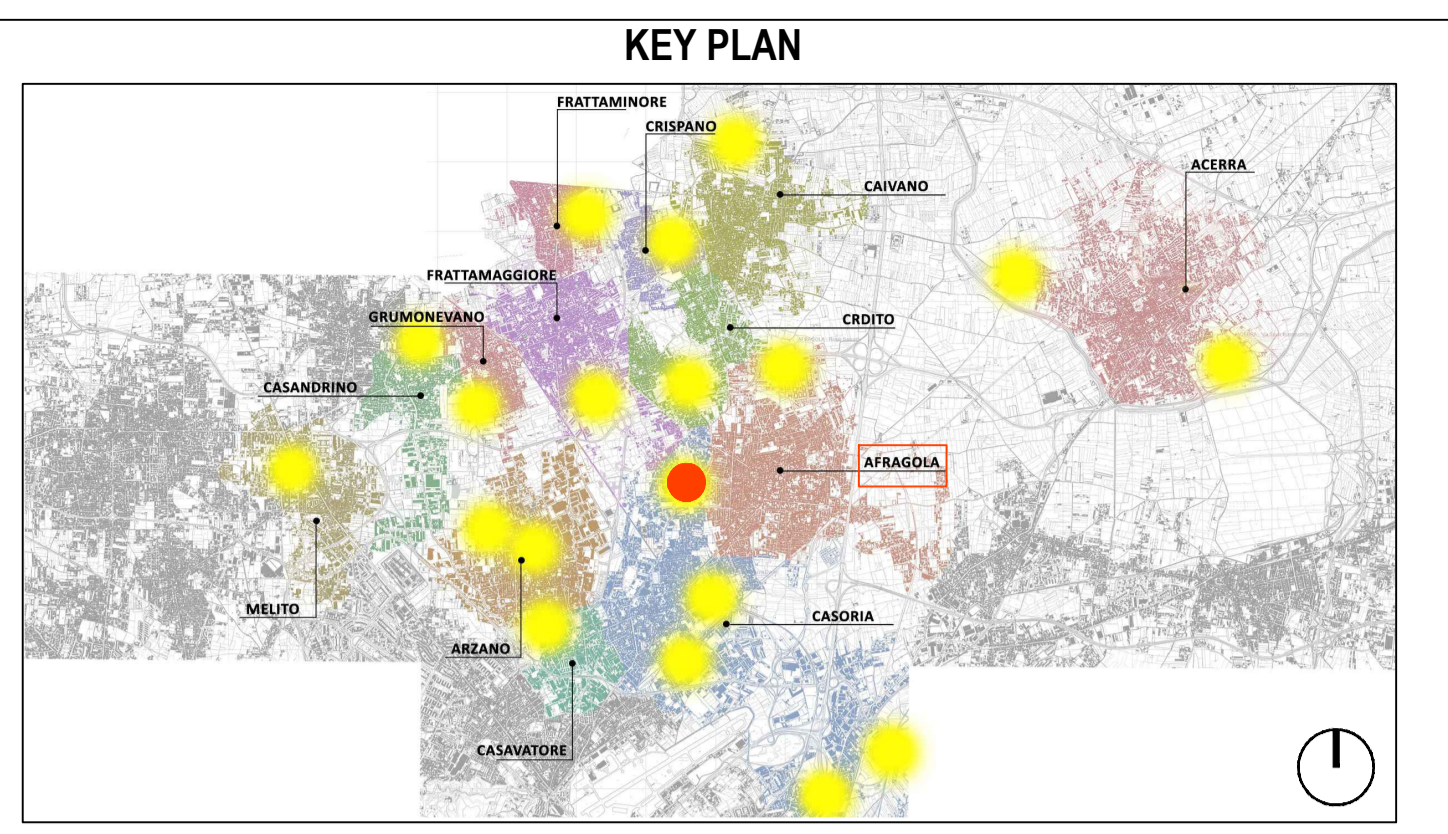 KEY PLAN
FRATTAMINORE
CRISPANO
ACERRA
CAIVANO
FRATTAMAGGIORE
GRUMONEVANO
CRDITO
CASANDRINO
AFRAGOLA
MELITO
CASORIA
ARZANO
CASAVATORE